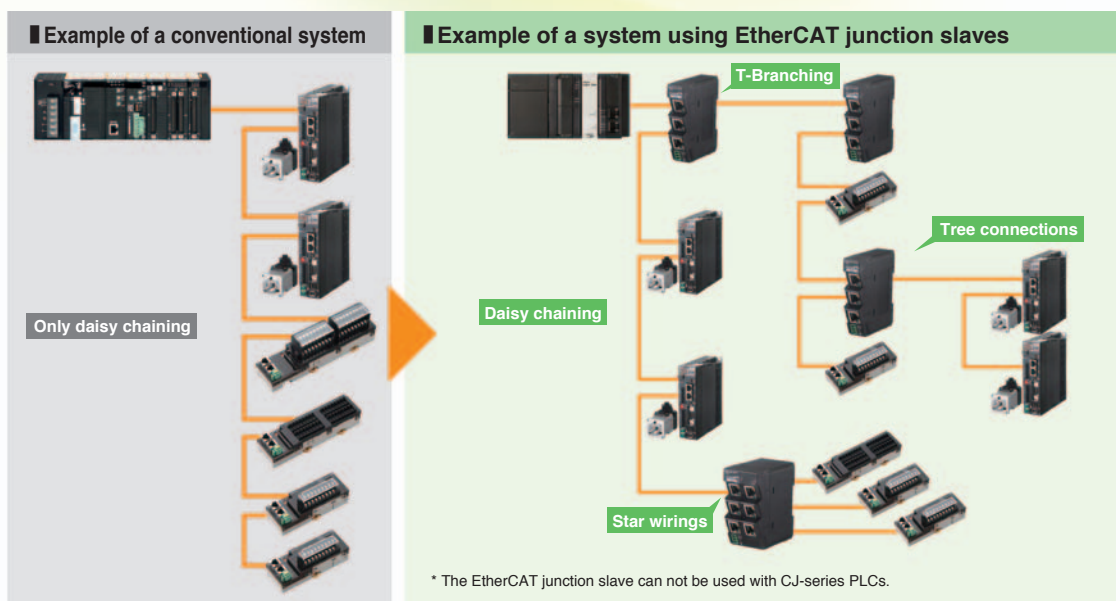 Example of a conventional system
Only daisy chaining
Example of a system using EtherCAT junction slaves
T-Branching
Tree connections
Daisy chaining
Star wirings
* The EtherCAT junction slave can not be used with CJ-series PLCs.